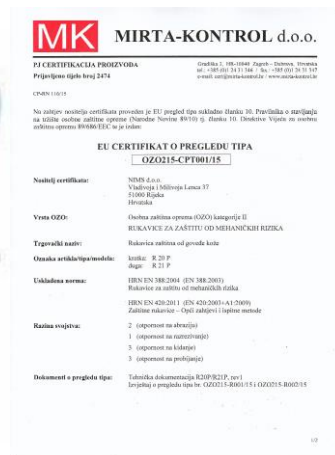 MK MIRTA-KONTROL d.o.o.
PJ CERTIFIKACIJA PROIZVODA
Prijavljeno tijelo broj 2474
Gradiška 3, HR-10040 Zagreb - Dubrava, Hrvatska
CP/RN 116/15
Na zahtjev nositelja certifikata proveden je EU pregled tipa sukladno članku 10. Pravilnika o stavljanju
na tržište osobne zaštitne opreme (Narodne Novine 89/10) tj. članku 10. Direktive Vijeća za osobnu
zaštitnu opremu 89/686/EEC te je izdan:
EU CERTIFIKAT O PREGLEDU TIPA
OZO215-CPT001/15
Nositelj certifikata: NIMS d.o.o.
Vladivoja i Milivoja Lenca 37
51000 Rijeka
Hrvatska
Vrsta OZO: Osobna zaštitna oprema (OZO) kategorije II
RUKAVICE ZA ZAŠTITU OD MEHANIČKIH RIZIKA
Trgovački naziv: Rukavica zaštitna od goveđe kože
Oznaka artikla/tipa/modela: kratka: R 20 P
duga: R 21 P
Usklađena norma: HRN EN 388:2004 (EN 388:2003)
Rukavice za zaštitu od mehaničkih rizika
HRN EN 420:2011 (EN 420:2003+A1:2009)
Zaštitne rukavice – Opći zahtjevi i ispitne metode
Razina svojstva: 2 (otpornost na abraziju)
1 (otpornost na razrezivanje)
3 (otpornost na kidanje)
3 (otpornost na probijanje)
Dokumenti o pregledu tipa: Tehnička dokumentacija R20P/R21P, rev1
Izvještaj o pregledu tipa br. OZO215-R001/15 i OZO215-R002/15
1/2